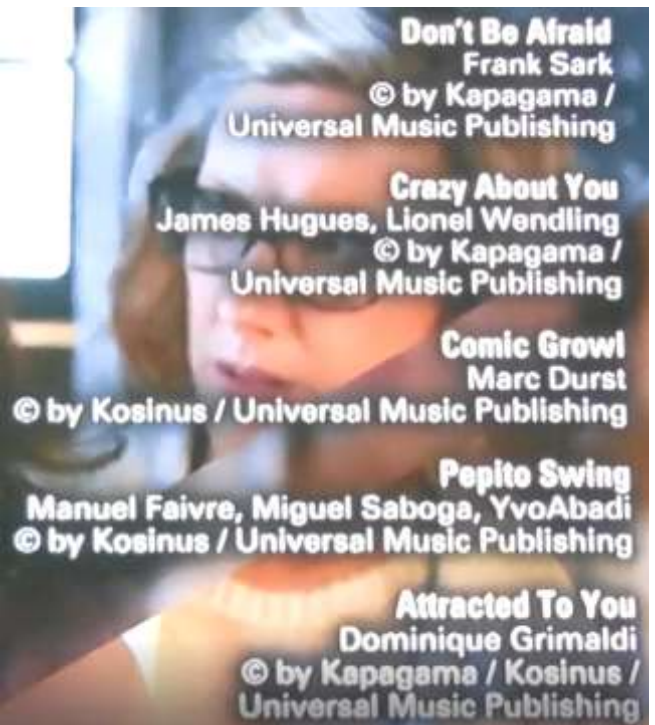 Don't Be Afraid
Frank Sark
© by Kapagama /
Universal Music Publishing
Crazy About You
James Hugues, Lionel Wendling
© by Kapagama /
Universal Music Publishing
Comic Growl
Marc Durst
© by Kosinus / Universal Music Publishing
Pepito Swing
Manuel Faivre, Miguel Saboga, YvoAbadi
© by Kosinus / Universal Music Publishing
Attracted To You
Dominique Grimaldi
© by Kapagama / Kosinus /
Universal Music Publishing